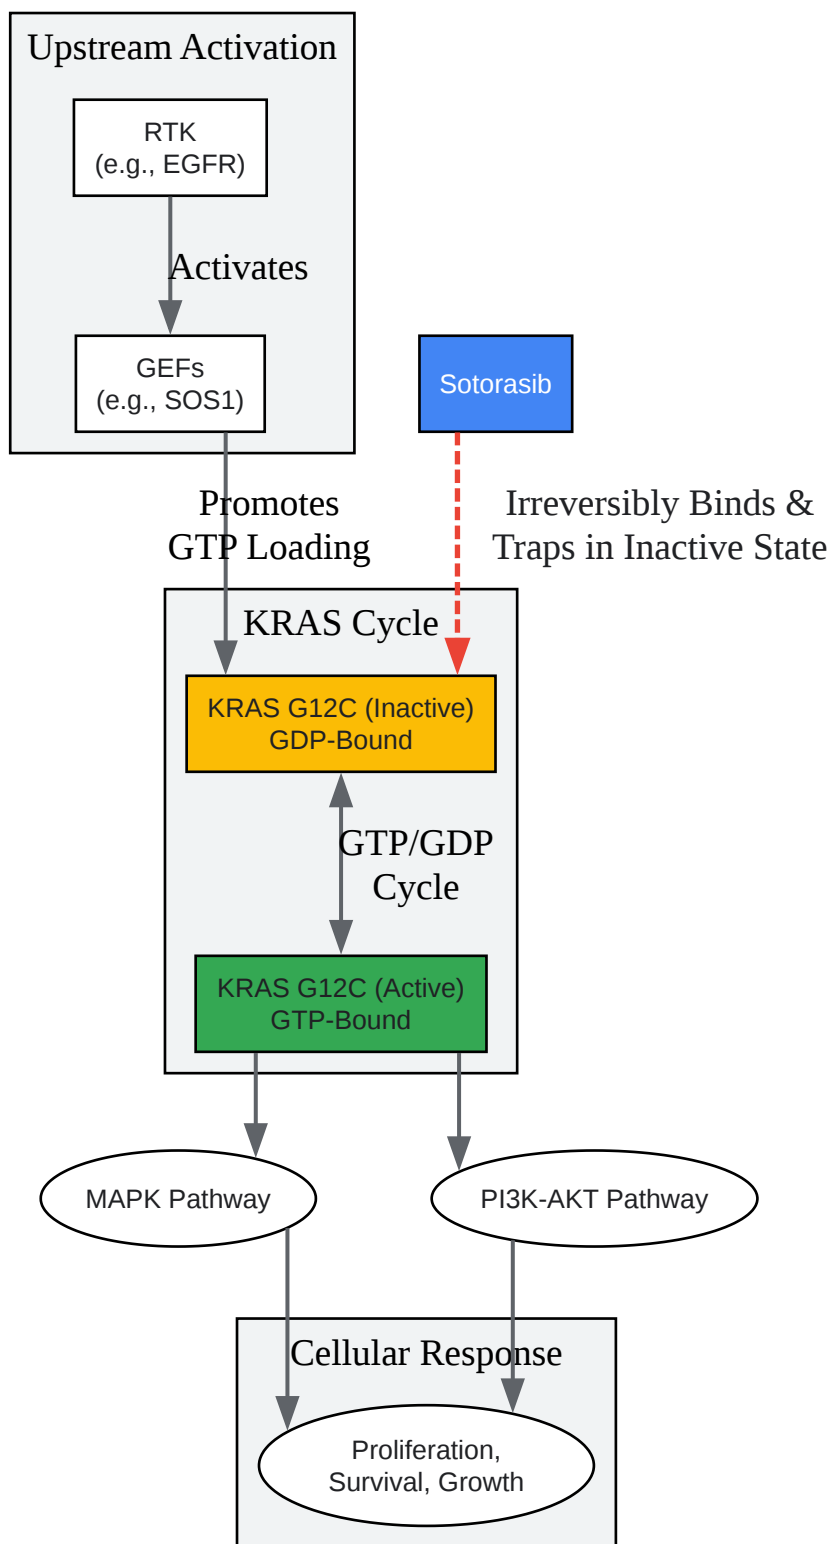 Upstream Activation
RTK
(e.g., EGFR)
Activates
GEFs
(e.g., SOS1)
Sotorasib
Promotes
GTP Loading
Irreversibly Binds &
Traps in Inactive State
KRAS Cycle
KRAS G12C (Inactive)
GDP-Bound
GTP/GDP
Cycle
KRAS G12C (Active)
GTP-Bound
MAPK Pathway
PI3K-AKT Pathway
Cellular Response
Proliferation,
Survival, Growth